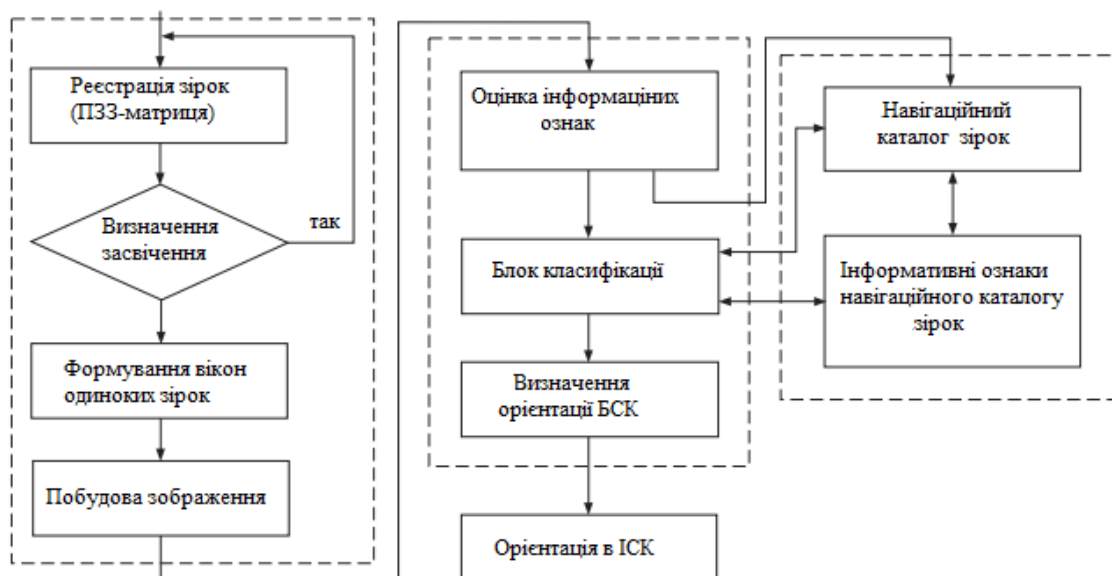 Реєстрація зірок
(ПЗЗ-матриця)
Визначення
засвічення
так
Формування вікон
одиноких зірок
Побудова зображення
Оцінка інформаціних
ознак
Блок класифікації
Визначення
орієнтації БСК
Орієнтація в ІСК
Навігаційний
каталог зірок
Інформативні ознаки
навігаційного каталогу
зірок